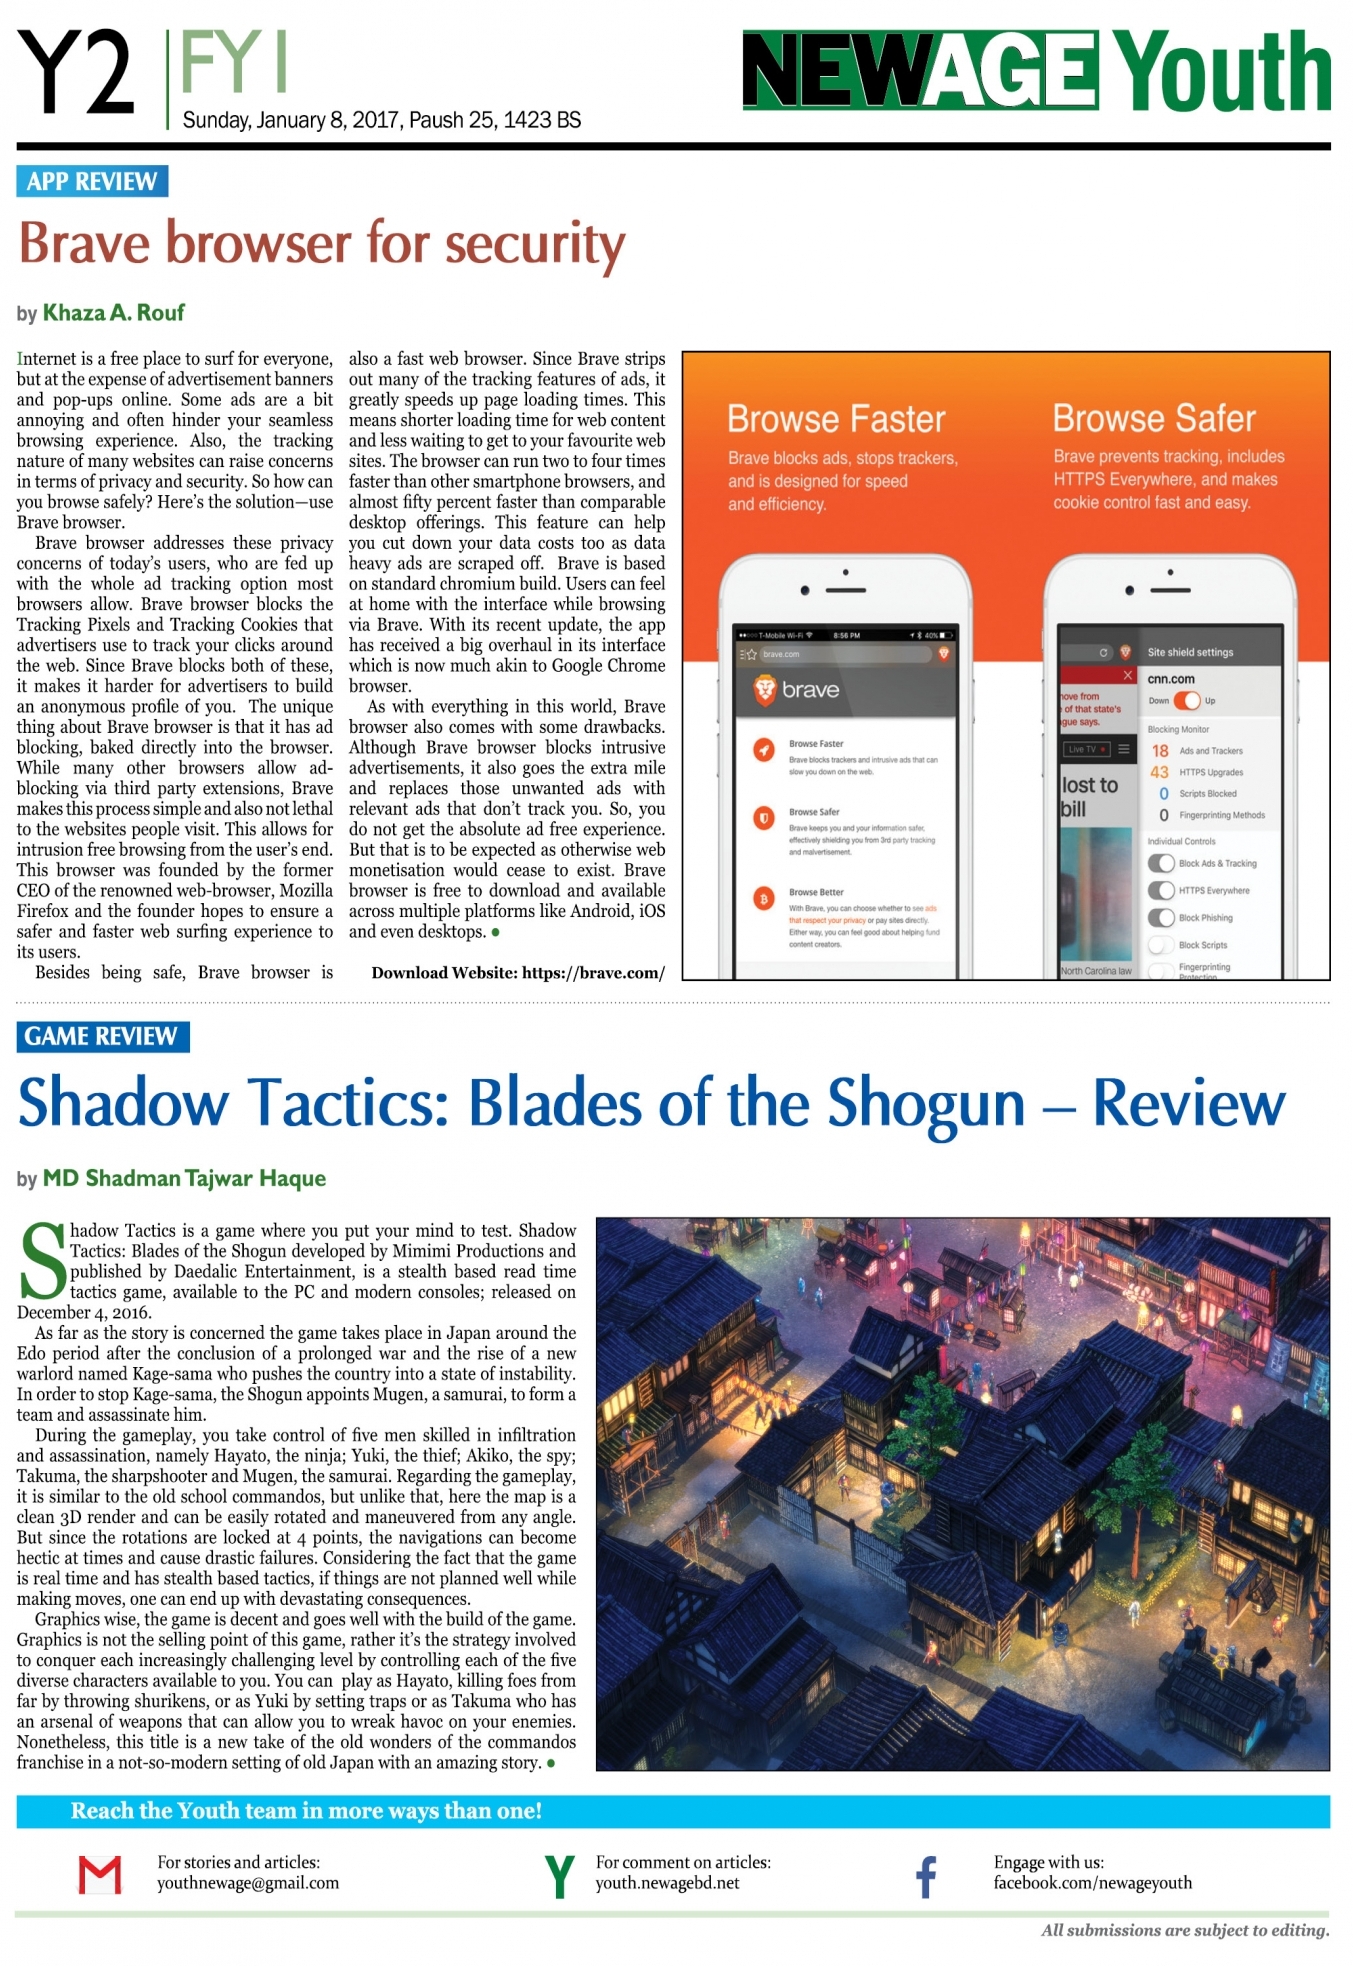 Y2
FYI
Sunday, January 8, 2017, Paush 25, 1423 BS
NEWAGE Youth
APP REVIEW
Brave browser for security
by Khaza A. Rouf
Internet is a free place to surf for everyone,
but at the expense of advertisement banners
and pop-ups online. Some ads are a bit
annoying and often hinder your seamless
browsing experience. Also, the tracking
nature of many websites can raise concerns
in terms of privacy and security. So how can
you browse safely? Here's the solution—use
Brave browser.
Brave browser addresses these privacy
concerns of today's users, who are fed up
with the whole ad tracking option most
browsers allow. Brave browser blocks the
Tracking Pixels and Tracking Cookies that
advertisers use to track your clicks around
the web. Since Brave blocks both of these,
it makes it harder for advertisers to build
an anonymous profile of you. The unique
thing about Brave browser is that it has ad
blocking, baked directly into the browser.
While many other browsers allow ad-
blocking via third party extensions, Brave
makes this process simple and also not lethal
to the websites people visit. This allows for
intrusion free browsing from the user's end.
This browser was founded by the former
CEO of the renowned web-browser, Mozilla
Firefox and the founder hopes to ensure a
safer and faster web surfing experience to
its users.
Besides being safe, Brave browser is
also a fast web browser. Since Brave strips
out many of the tracking features of ads, it
greatly speeds up page loading times. This
means shorter loading time for web content
and less waiting to get to your favourite web
sites. The browser can run two to four times
faster than other smartphone browsers, and
almost fifty percent faster than comparable
desktop offerings. This feature can help
you cut down your data costs too as data
heavy ads are scraped off. Brave is based
on standard chromium build. Users can feel
at home with the interface while browsing
via Brave. With its recent update, the app
has received a big overhaul in its interface
which is now much akin to Google Chrome
browser.
As with everything in this world, Brave
browser also comes with some drawbacks.
Although Brave browser blocks intrusive
advertisements, it also goes the extra mile
and replaces those unwanted ads with
relevant ads that don't track you. So, you
do not get the absolute ad free experience.
But that is to be expected as otherwise web
monetisation would cease to exist. Brave
browser is free to download and available
across multiple platforms like Android, iOS
and even desktops.
Download Website: https://brave.com/
Browse Faster
Brave blocks ads, stops trackers,
and is designed for speed
and efficiency.
T-Mobile Wi-Fi 8:56 PM 40%
brave.com
brave
Browse Faster
Brave blocks trackers and intrusive ads that can
slow you down on the web.
Browse Safer
Brave keeps you and your information safer,
effectively shielding you from 3rd party tracking
and malvertisement.
Browse Better
With Brave, you can choose whether to see ads
that respect your privacy or pay sites directly.
Either way, you can feel good about helping fund
content creators.
Browse Safer
Brave prevents tracking, includes
HTTPS Everywhere, and makes
cookie control fast and easy.
Site shield settings
nove from
of that state's
gue says.
Live TV
lost to
bill
North Carolina law
cnn.com
Down Up
Blocking Monitor
18 Ads and Trackers
43 HTTPS Upgrades
0 Scripts Blocked
0 Fingerprinting Methods
Individual Controls
Block Ads & Tracking
HTTPS Everywhere
Block Phishing
Block Scripts
Fingerprinting
Protection
GAME REVIEW
Shadow Tactics: Blades of the Shogun – Review
by MD Shadman Tajwar Haque
Shadow Tactics is a game where you put your mind to test. Shadow
Tactics: Blades of the Shogun developed by Mimimi Productions and
published by Daedalic Entertainment, is a stealth based read time
tactics game, available to the PC and modern consoles; released on
December 4, 2016.
As far as the story is concerned the game takes place in Japan around the
Edo period after the conclusion of a prolonged war and the rise of a new
warlord named Kage-sama who pushes the country into a state of instability.
In order to stop Kage-sama, the Shogun appoints Mugen, a samurai, to form a
team and assassinate him.
During the gameplay, you take control of five men skilled in infiltration
and assassination, namely Hayato, the ninja; Yuki, the thief; Akiko, the spy;
Takuma, the sharpshooter and Mugen, the samurai. Regarding the gameplay,
it is similar to the old school commandos, but unlike that, here the map is a
clean 3D render and can be easily rotated and maneuvered from any angle.
But since the rotations are locked at 4 points, the navigations can become
hectic at times and cause drastic failures. Considering the fact that the game
is real time and has stealth based tactics, if things are not planned well while
making moves, one can end up with devastating consequences.
Graphics wise, the game is decent and goes well with the build of the game.
Graphics is not the selling point of this game, rather it's the strategy involved
to conquer each increasingly challenging level by controlling each of the five
diverse characters available to you. You can play as Hayato, killing foes from
far by throwing shurikens, or as Yuki by setting traps or as Takuma who has
an arsenal of weapons that can allow you to wreak havoc on your enemies.
Nonetheless, this title is a new take of the old wonders of the commandos
franchise in a not-so-modern setting of old Japan with an amazing story.
Reach the Youth team in more ways than one!
For stories and articles:
youthnewage@gmail.com
For comment on articles:
youth.newagebd.net
Engage with us:
facebook.com/newageyouth
All submissions are subject to editing.